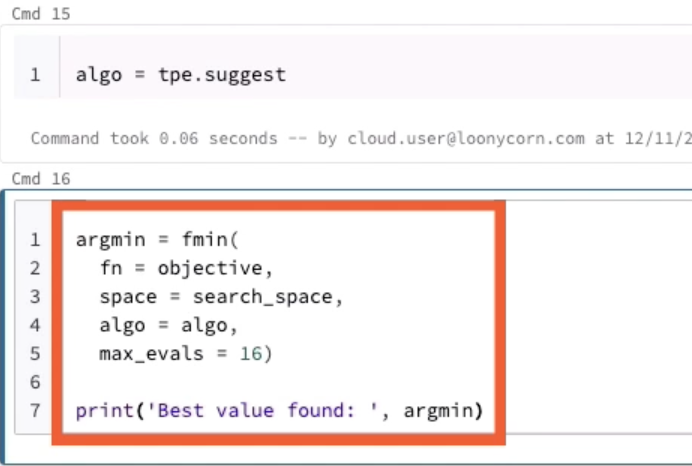 Cmd 15
1 algo = tpe.suggest
Command took 0.06 seconds -- by cloud.user@loonycorn.com at 12/11/2
Cmd 16
1 argmin = fmin(
2   fn = objective,
3   space = search_space,
4   algo = algo,
5   max_evals = 16)
6
7 print('Best value found: ', argmin)